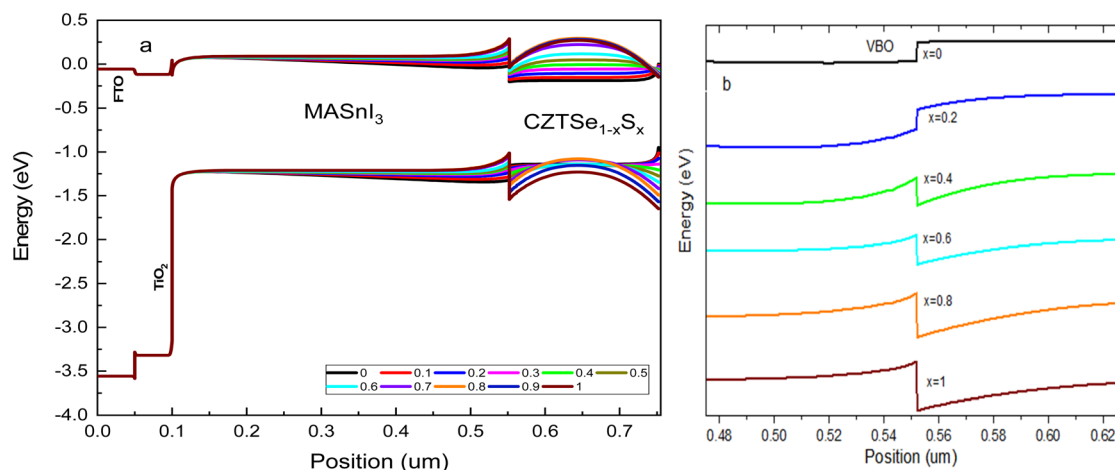 a
0.5
0.0
-0.5
-1.0
-1.5
-2.0
-2.5
-3.0
-3.5
-4.0
Energy (eV)
FTO
TiO2
MASnI3
CZTSe1-xSx
0 0.1 0.2 0.3 0.4 0.5
0.6 0.7 0.8 0.9 1
0.0 0.1 0.2 0.3 0.4 0.5 0.6 0.7
Position (um)
VBO
x=0
b
x=0.2
x=0.4
x=0.6
x=0.8
x=1
Energy (eV)
0.48 0.50 0.52 0.54 0.56 0.58 0.60 0.62
Position (um)